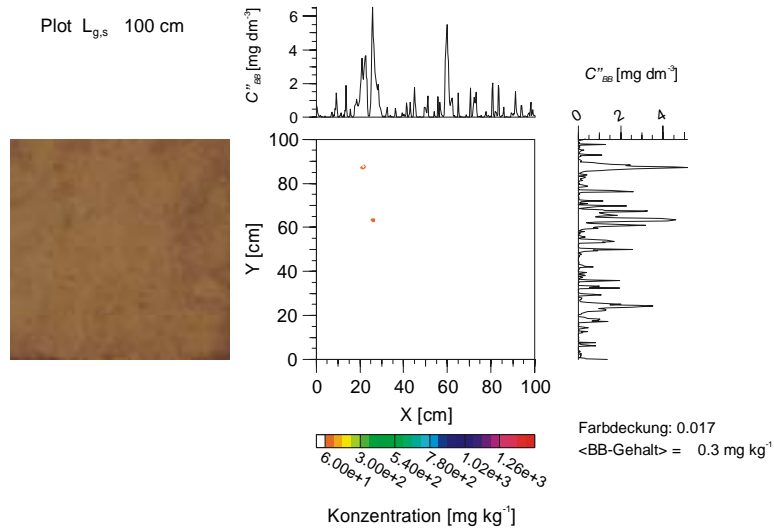 Plot L_{g,s} 100 cm
C"_{BB} [mg dm⁻³]
6
4
2
0
C"_{BB} [mg dm⁻³]
0 2 4
100
80
60
40
20
0
Y [cm]
0 20 40 60 80 100
X [cm]
6.00e+1 3.00e+2 5.40e+2 7.80e+2 1.02e+3 1.26e+3
Konzentration [mg kg⁻¹]
Farbdeckung: 0.017
<BB-Gehalt> = 0.3 mg kg⁻¹